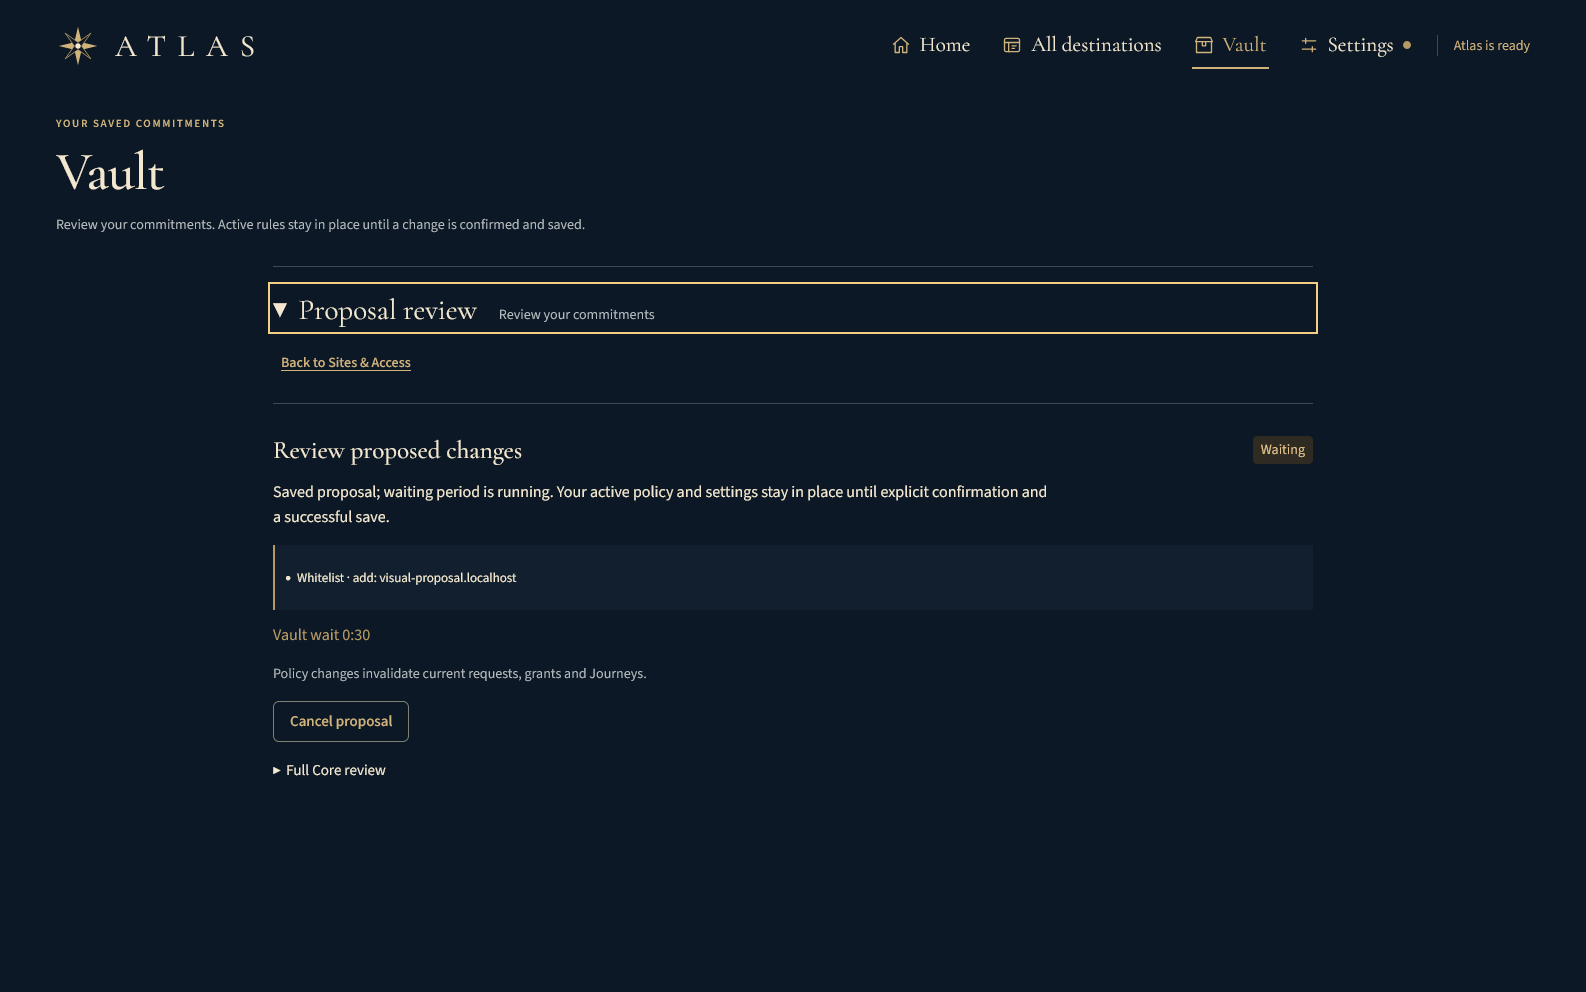 ATLAS
Home
All destinations
Vault
Settings
Atlas is ready
YOUR SAVED COMMITMENTS
Vault
Review your commitments. Active rules stay in place until a change is confirmed and saved.
Proposal review
Review your commitments
Back to Sites & Access
Review proposed changes
Waiting
Saved proposal; waiting period is running. Your active policy and settings stay in place until explicit confirmation and
a successful save.
• Whitelist · add: visual-proposal.localhost
Vault wait 0:30
Policy changes invalidate current requests, grants and Journeys.
Cancel proposal
Full Core review